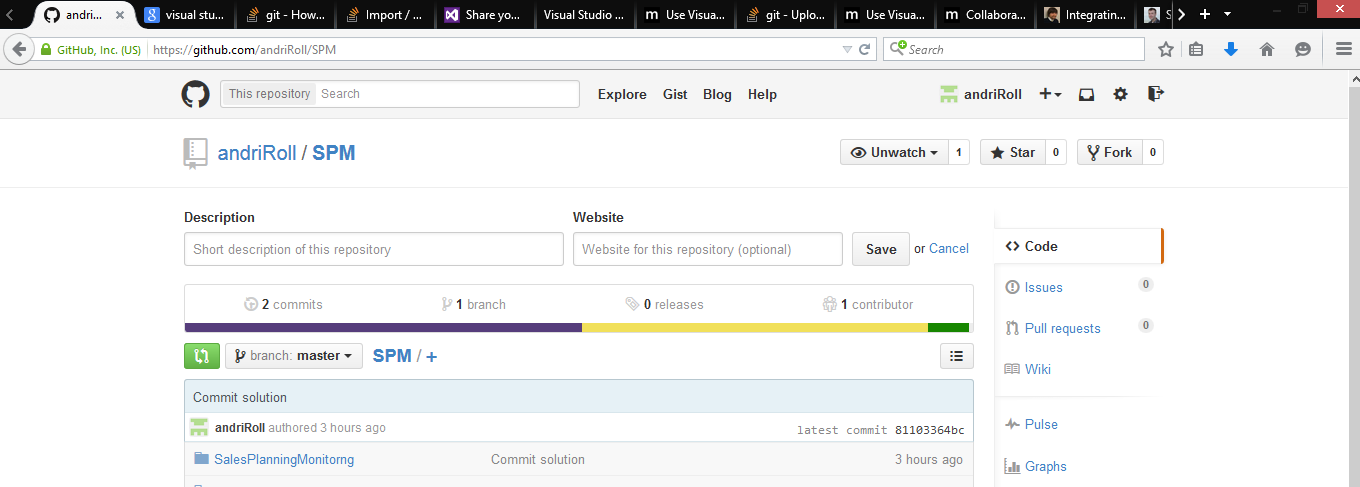 andri... visual stu... git - How... Import / ... Share yo... Visual Studio ... Use Visua... git - Uplo... Use Visua... Collabora... Integratin... S
GitHub, Inc. (US) https://github.com/andriRoll/SPM Search
This repository Search Explore Gist Blog Help andriRoll
andriRoll / SPM Unwatch 1 Star 0 Fork 0
Description Website
Short description of this repository Website for this repository (optional) Save or Cancel
Code
2 commits 1 branch 0 releases 1 contributor
Issues 0
Pull requests 0
branch: master SPM / +
Wiki
Commit solution
andriRoll authored 3 hours ago latest commit 81103364bc
Pulse
SalesPlanningMonitorng Commit solution 3 hours ago
Graphs